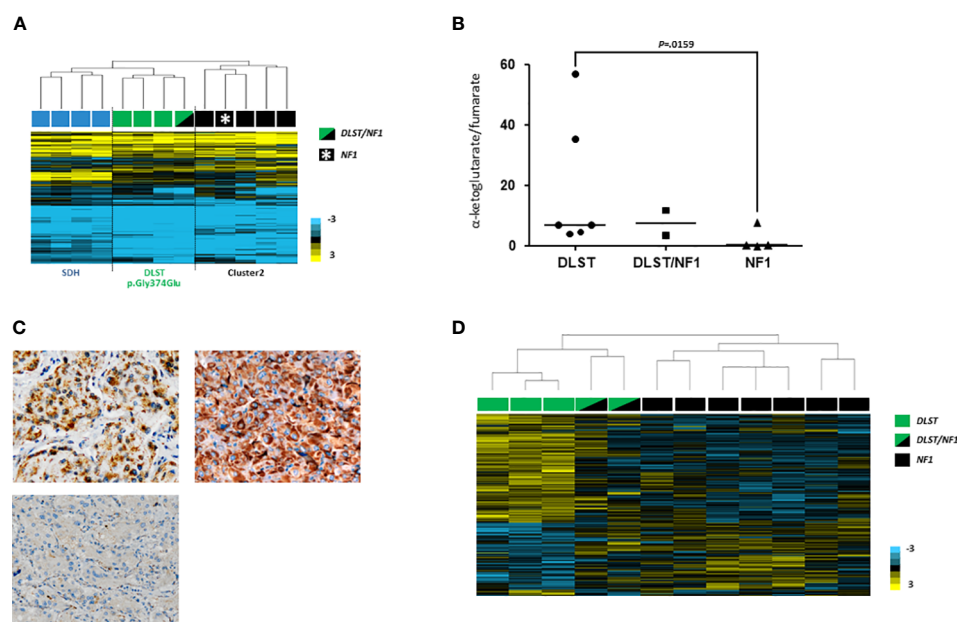 A
DLST/NF1
*
* NF1
-3
3
SDH
DLST
p.Gly374Glu
Cluster2
B
P=.0159
α-ketoglutarate/fumarate
60
40
20
0
DLST
DLST/NF1
NF1
C
D
DLST
DLST/NF1
NF1
-3
3